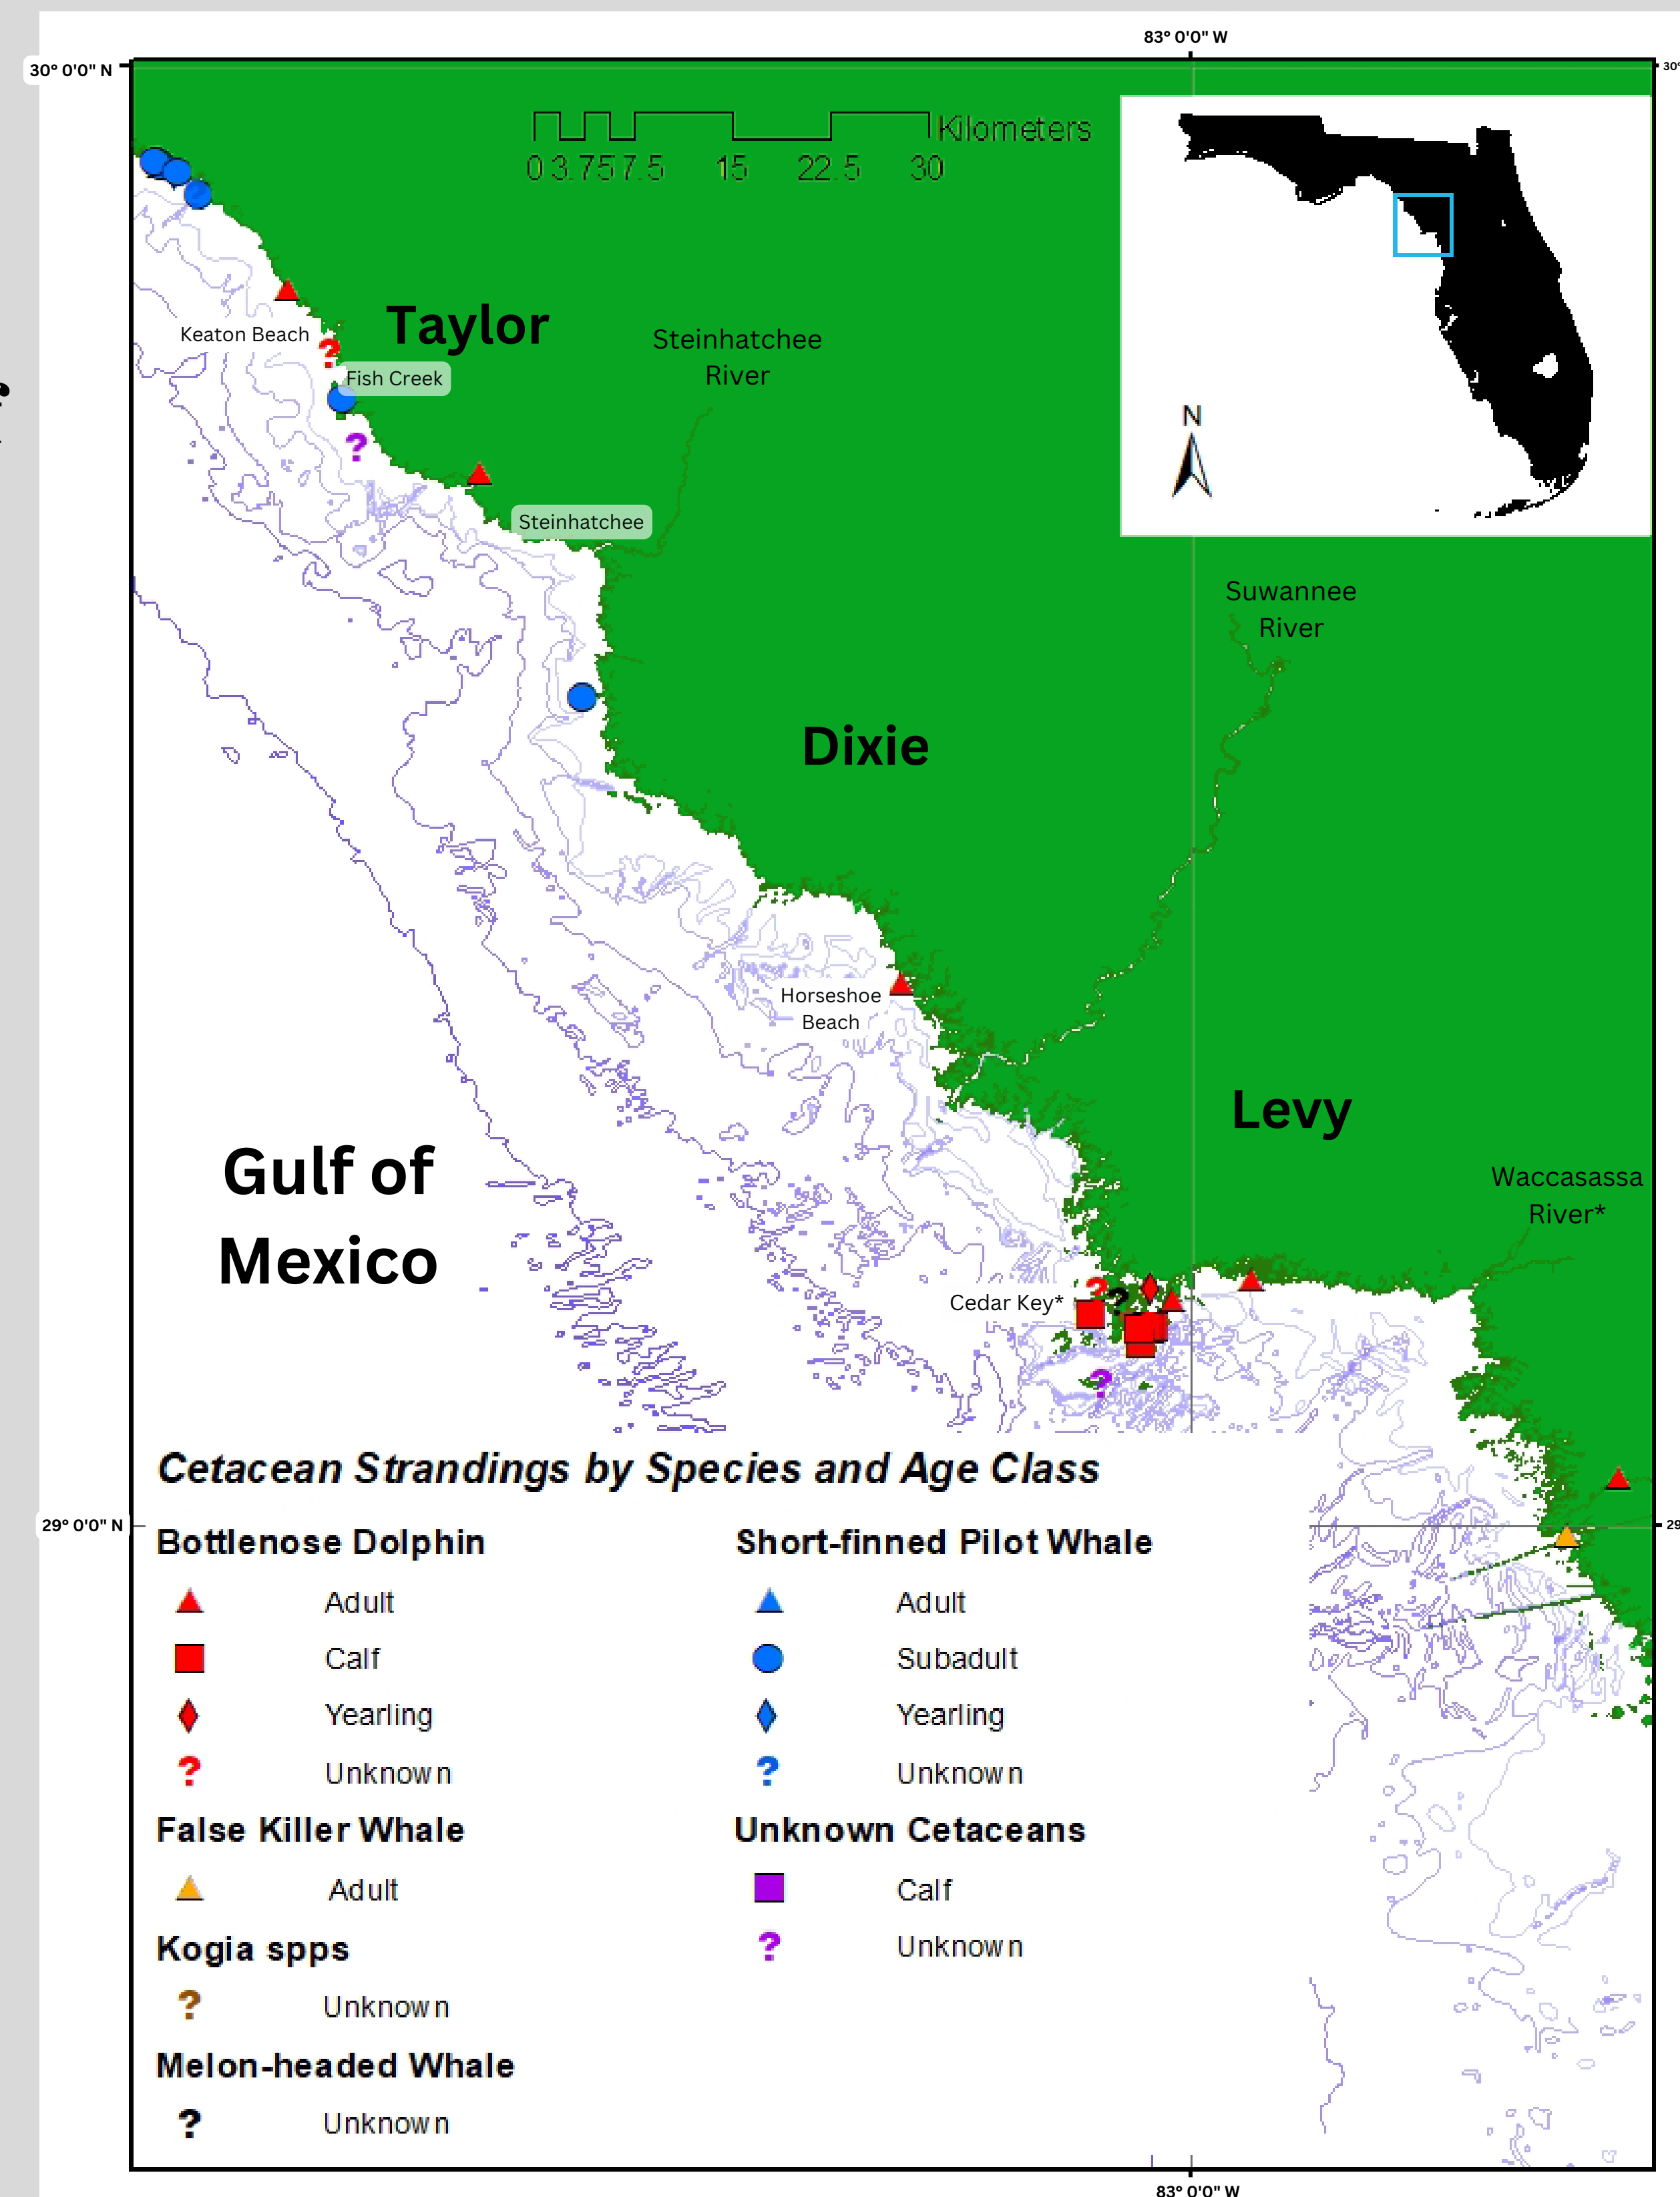 83° 0'0" W
30° 0'0" N
30°
Kilometers
0 3.75 7.5 15 22.5 30
Taylor
Keaton Beach
Steinhatchee
River
?
Fish Creek
?
N
Steinhatchee
Suwannee
River
Dixie
Horseshoe
Beach
Levy
Gulf of
Mexico
Waccasassa
River*
?
?
Cedar Key*
?
Cetacean Strandings by Species and Age Class
29° 0'0" N
29
Bottlenose Dolphin
Adult
Calf
Yearling
? Unknown
False Killer Whale
Adult
Kogia spps
? Unknown
Melon-headed Whale
? Unknown
Short-finned Pilot Whale
Adult
Subadult
Yearling
? Unknown
Unknown Cetaceans
Calf
? Unknown
83° 0'0" W